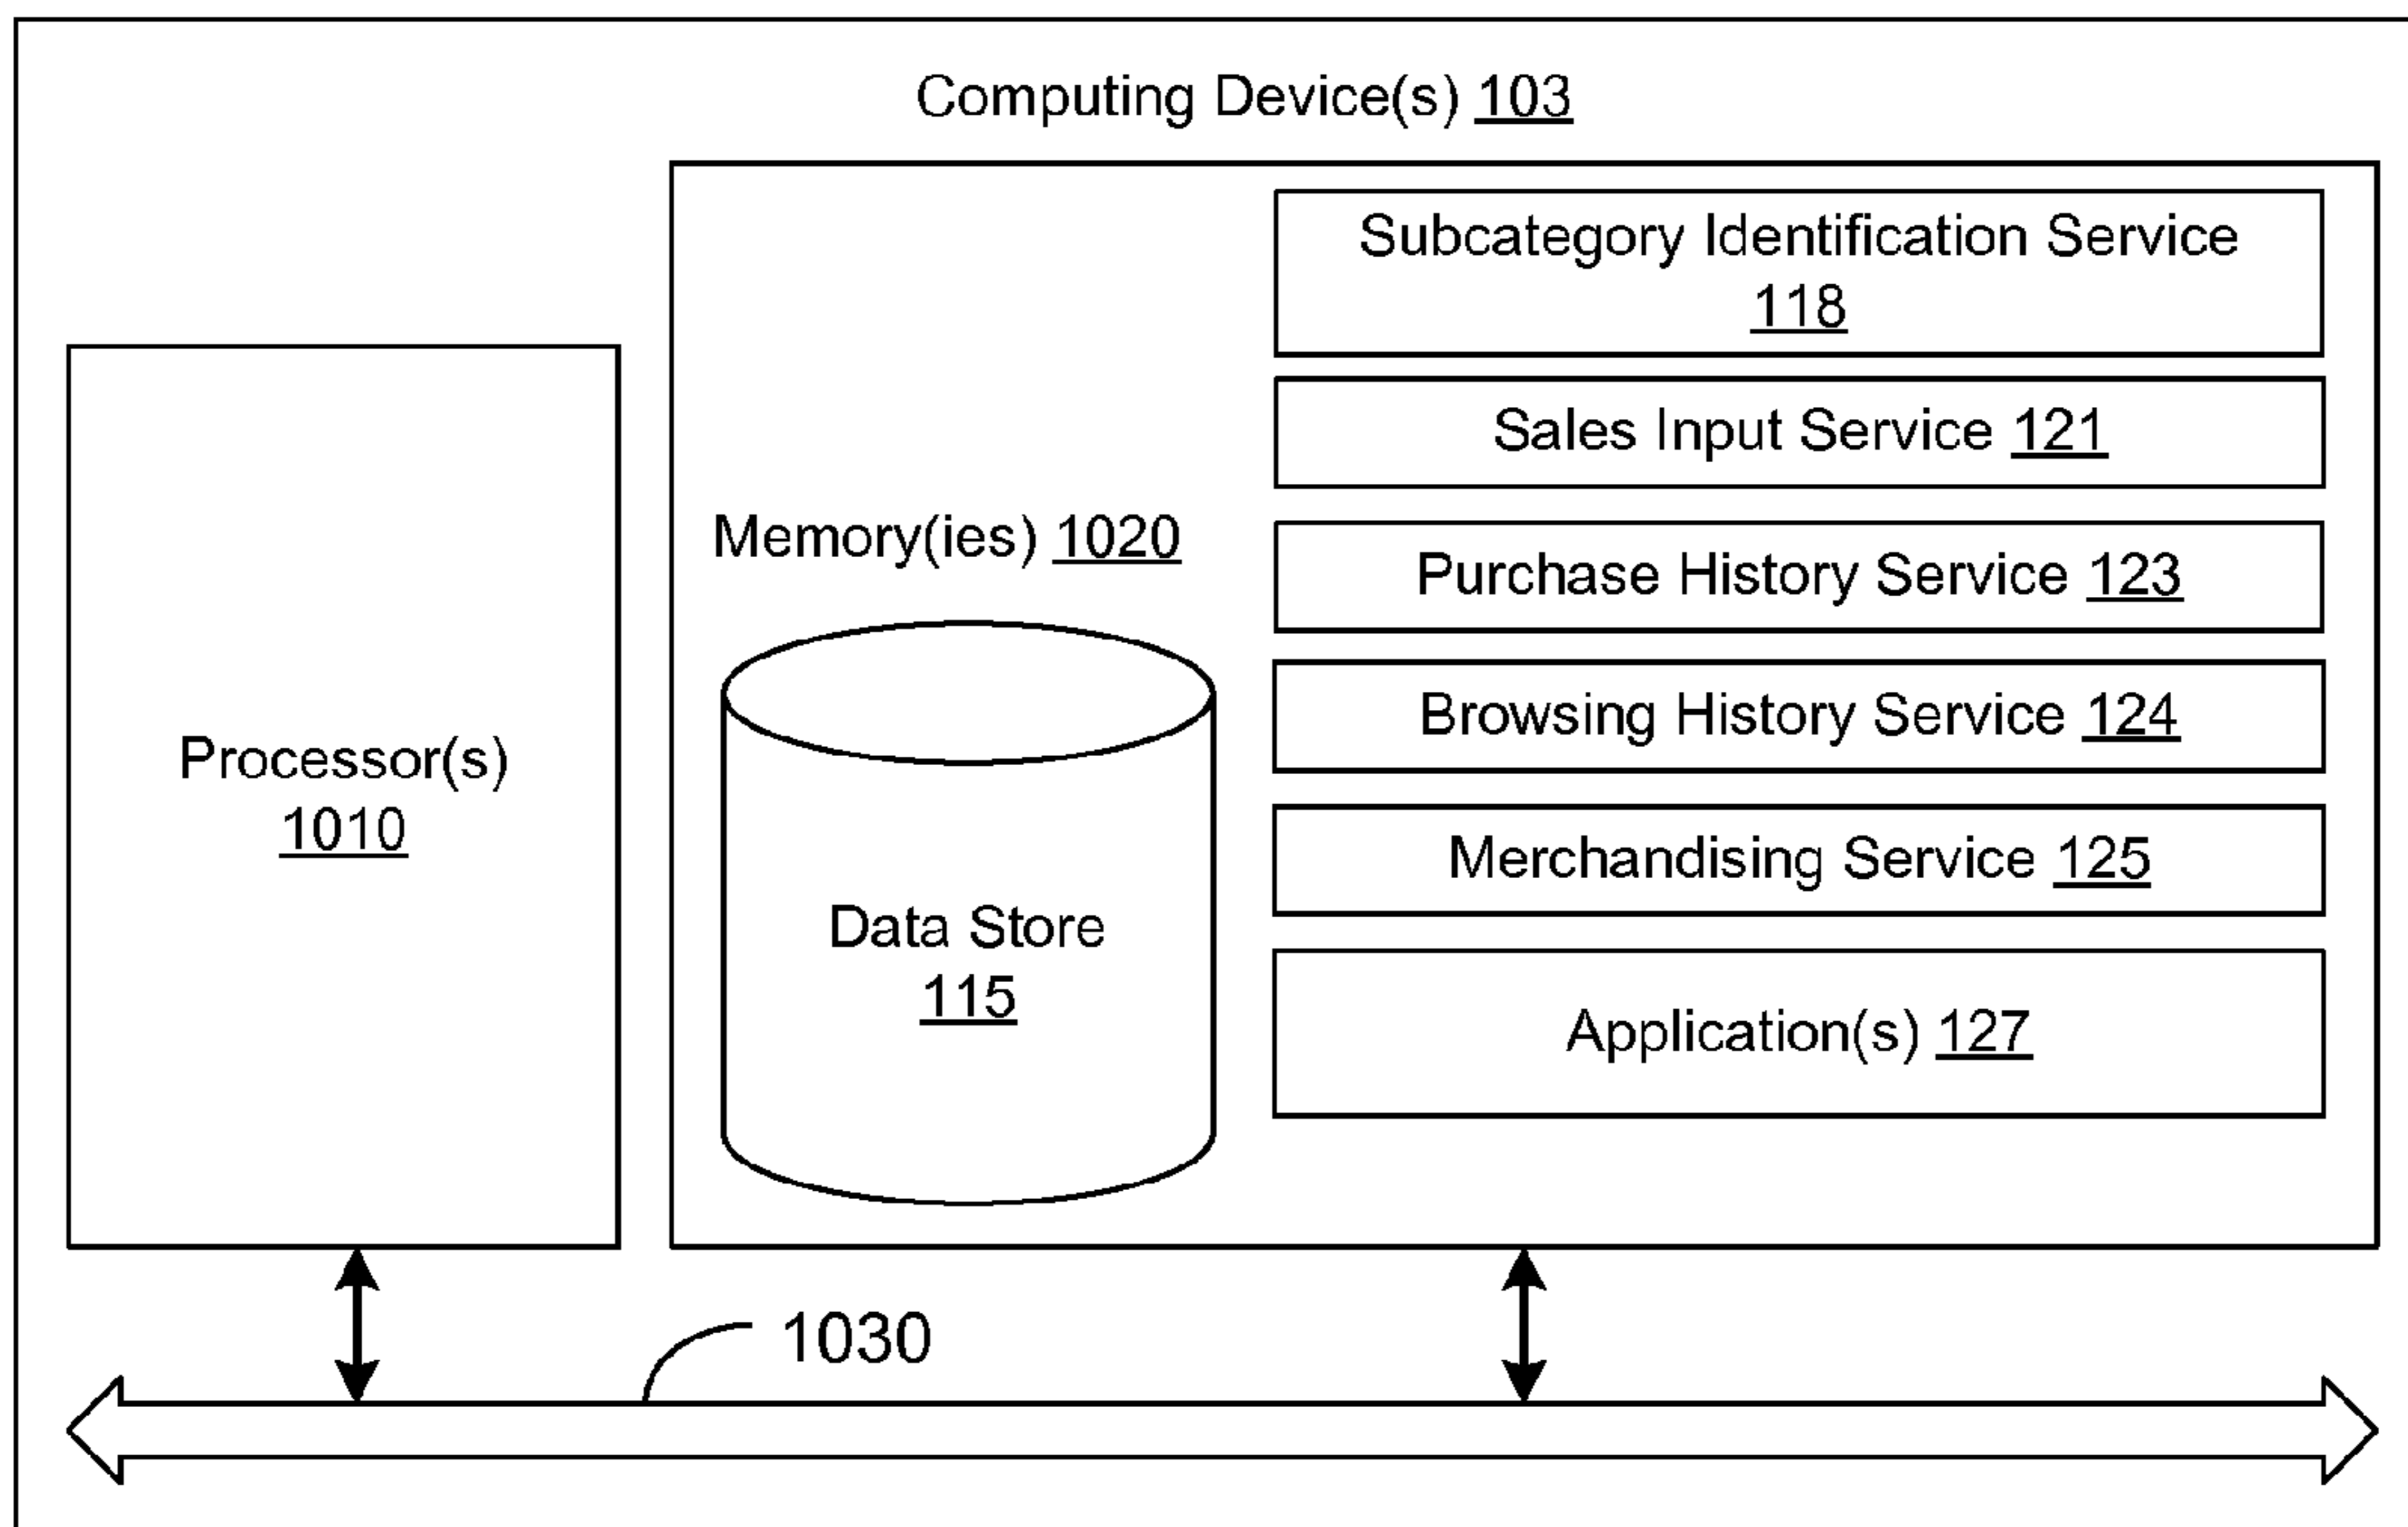 Computing Device(s) 103
Subcategory Identification Service
118
Sales Input Service 121
Memory(ies) 1020
Purchase History Service 123
Browsing History Service 124
Processor(s)
1010
Merchandising Service 125
Data Store
115
Application(s) 127
1030